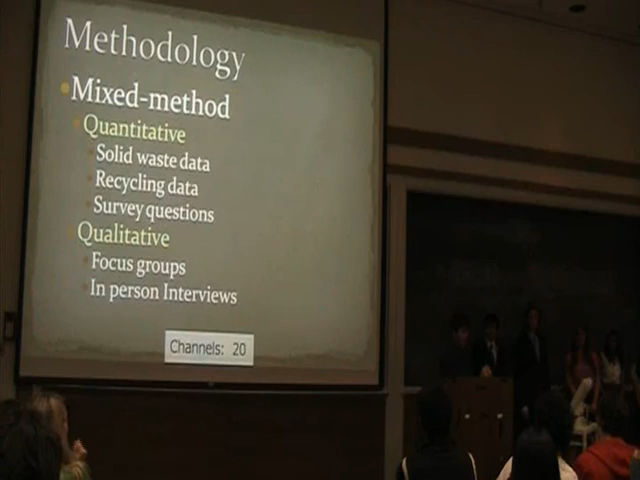 Methodology
Mixed-method
Quantitative
Solid waste data
Recycling data
Survey questions
Qualitative
Focus groups
In person Interviews
Channels: 20